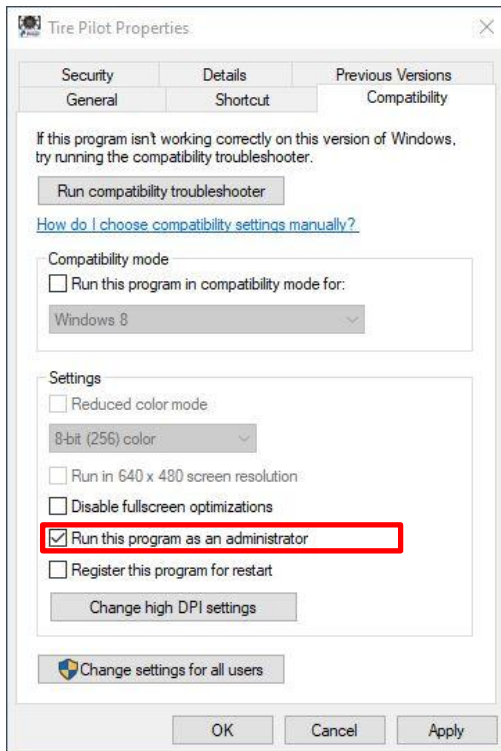 Tire Pilot Properties
Security Details Previous Versions
General Shortcut Compatibility
If this program isn't working correctly on this version of Windows,
try running the compatibility troubleshooter.
Run compatibility troubleshooter
How do I choose compatibility settings manually?
Compatibility mode
Run this program in compatibility mode for:
Windows 8
Settings
Reduced color mode
8-bit (256) color
Run in 640 x 480 screen resolution
Disable fullscreen optimizations
Run this program as an administrator
Register this program for restart
Change high DPI settings
Change settings for all users
OK Cancel Apply